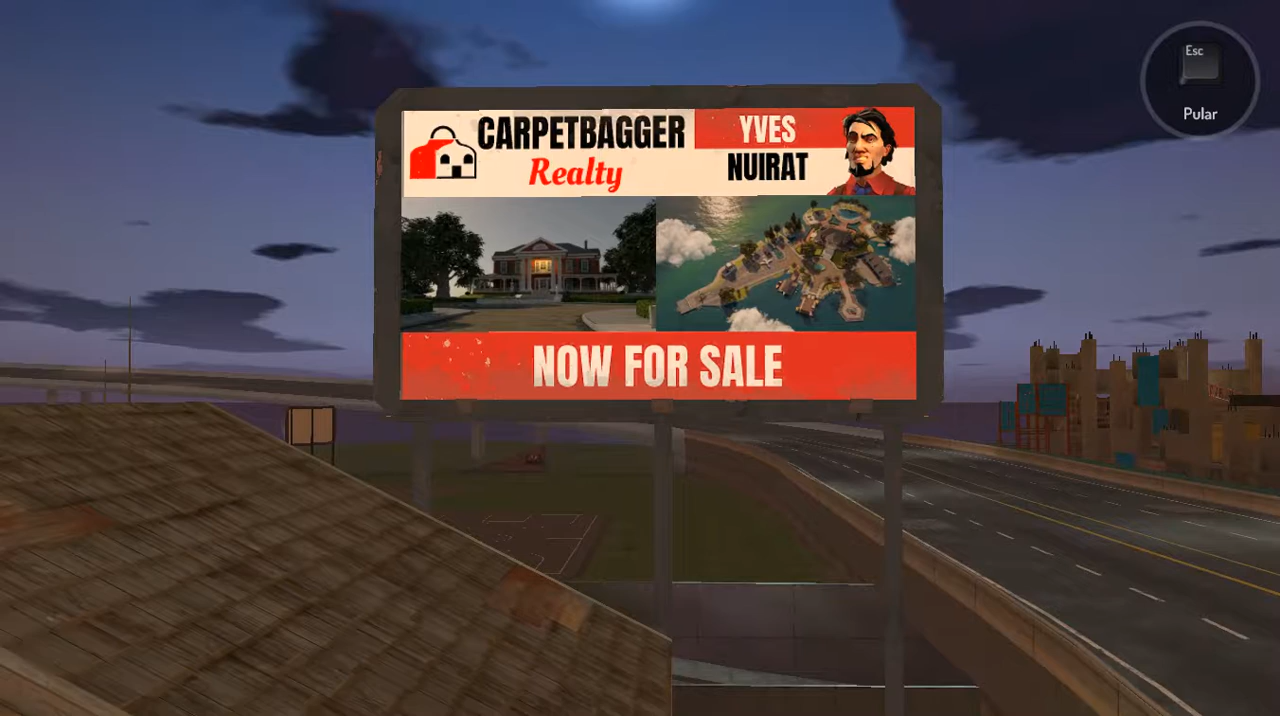 Esc
Pular
CARPETBAGGER
Realty
YVES
NUIRAT
NOW FOR SALE